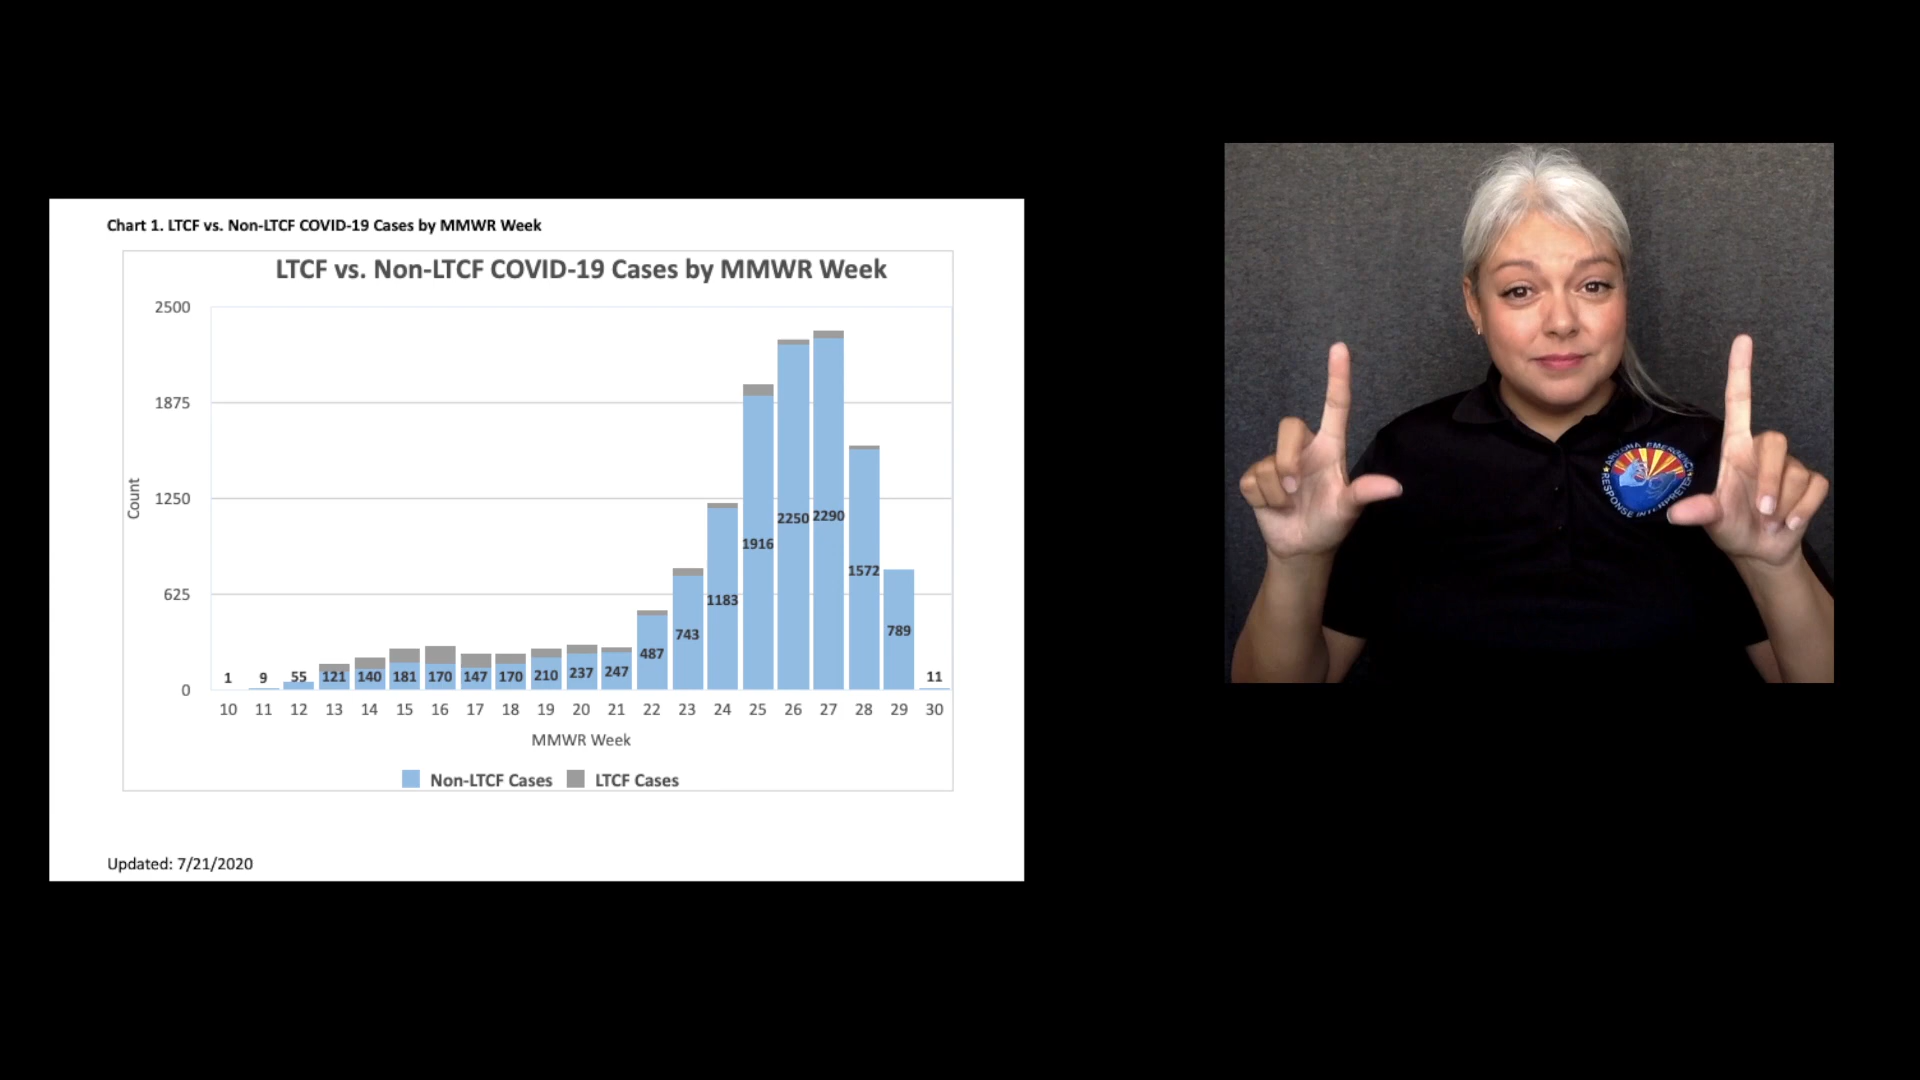 Chart 1. LTCF vs. Non-LTCF COVID-19 Cases by MMWR Week
LTCF vs. Non-LTCF COVID-19 Cases by MMWR Week
2500
1875
1250
625
0
Count
1 9 55 121 140 181 170 147 170 210 237 247 487 743 1183 1916 2250 2290 1572 789 11
10 11 12 13 14 15 16 17 18 19 20 21 22 23 24 25 26 27 28 29 30
MMWR Week
Non-LTCF Cases LTCF Cases
Updated: 7/21/2020
ARIZONA EMERGENCY
RESPONSE INTERPRETER